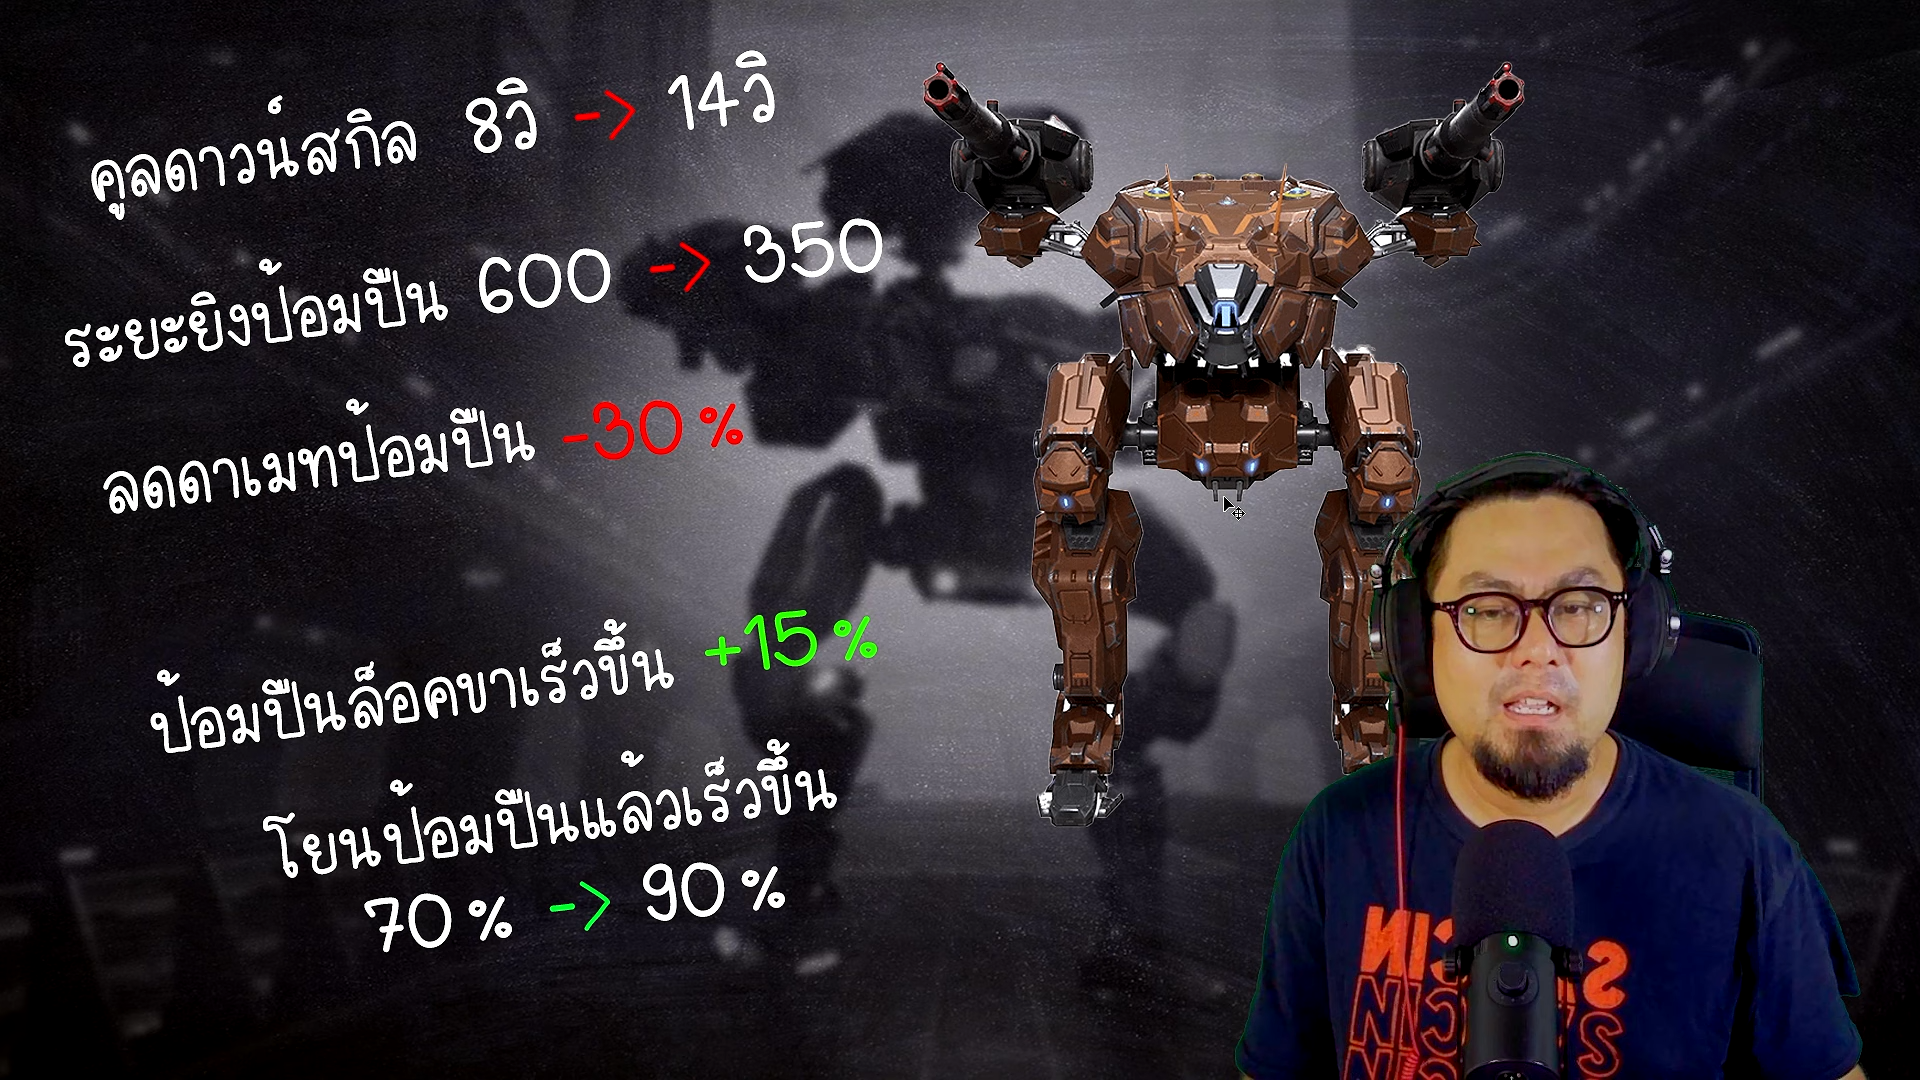 คูลดาวน์สกิล 8วิ -> 14วิ
ระยะยิงป้อมปืน 600 -> 350
ลดดาเมทป้อมปืน -30%
ป้อมปืนล็อคขาเร็วขึ้น +15%
โยนป้อมปืนแล้วเร็วขึ้น
70% -> 90%